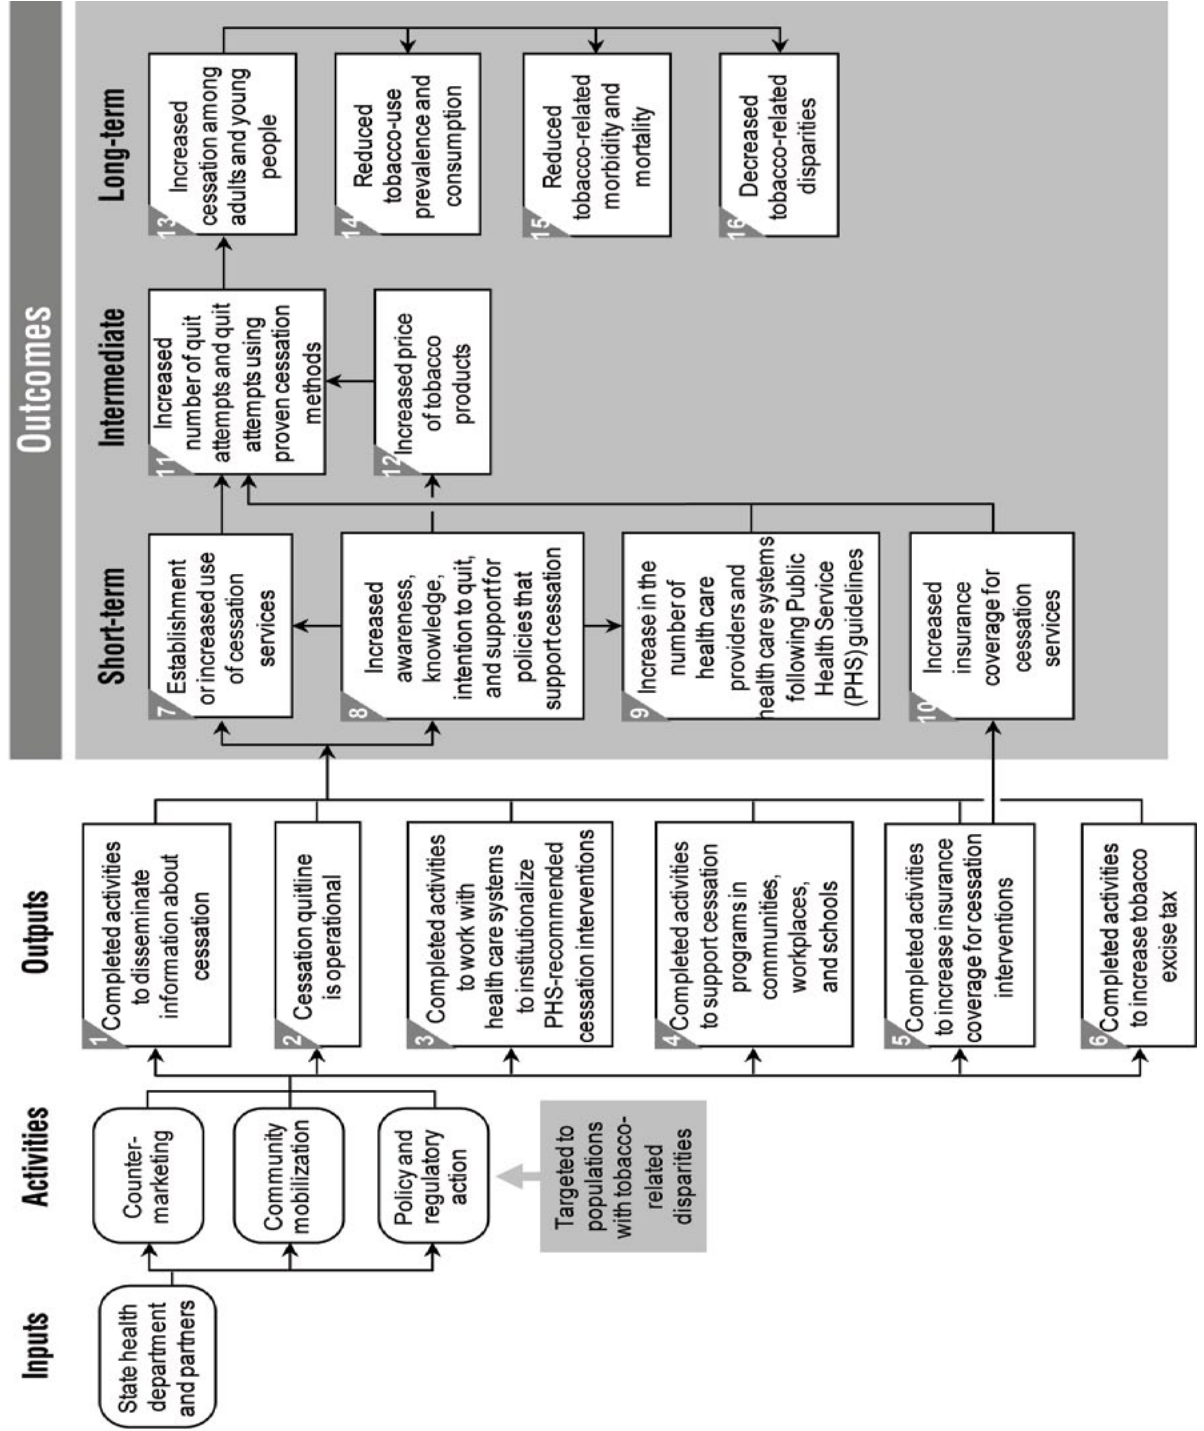 Outcomes
Inputs
Activities
Outputs
Short-term
Intermediate
Long-term
State health
department
and partners
Counter-
marketing
Community
mobilization
Policy and
regulatory
action
Targeted to
populations
with tobacco-
related
disparities
1
Completed activities
to disseminate
information about
cessation
2
Cessation quitline
is operational
3
Completed activities
to work with
health care systems
to institutionalize
PHS-recommended
cessation interventions
4
Completed activities
to support cessation
programs in
communities,
workplaces,
and schools
5
Completed activities
to increase insurance
coverage for cessation
interventions
6
Completed activities
to increase tobacco
excise tax
7
Establishment
or increased use
of cessation
services
8
Increased
awareness,
knowledge,
intention to quit,
and support for
policies that
support cessation
9
Increase in the
number of
health care
providers and
health care systems
following Public
Health Service
(PHS) guidelines
10
Increased
insurance
coverage for
cessation
services
11
Increased
number of quit
attempts and quit
attempts using
proven cessation
methods
12
Increased price
of tobacco
products
13
Increased
cessation among
adults and young
people
14
Reduced
tobacco-use
prevalence and
consumption
15
Reduced
tobacco-related
morbidity and
mortality
16
Decreased
tobacco-related
disparities